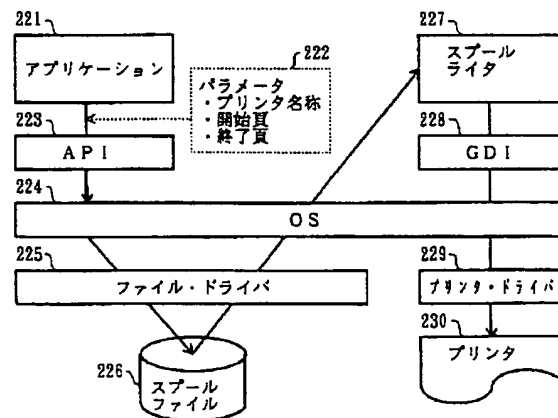 221
アプリケーション
222
パラメータ
・プリンタ名称
・開始頁
・終了頁
227
スプール
ライタ
223
API
228
GDI
224
OS
225
ファイル・ドライバ
229
プリンタ・ドライバ
226
スプール
ファイル
230
プリンタ